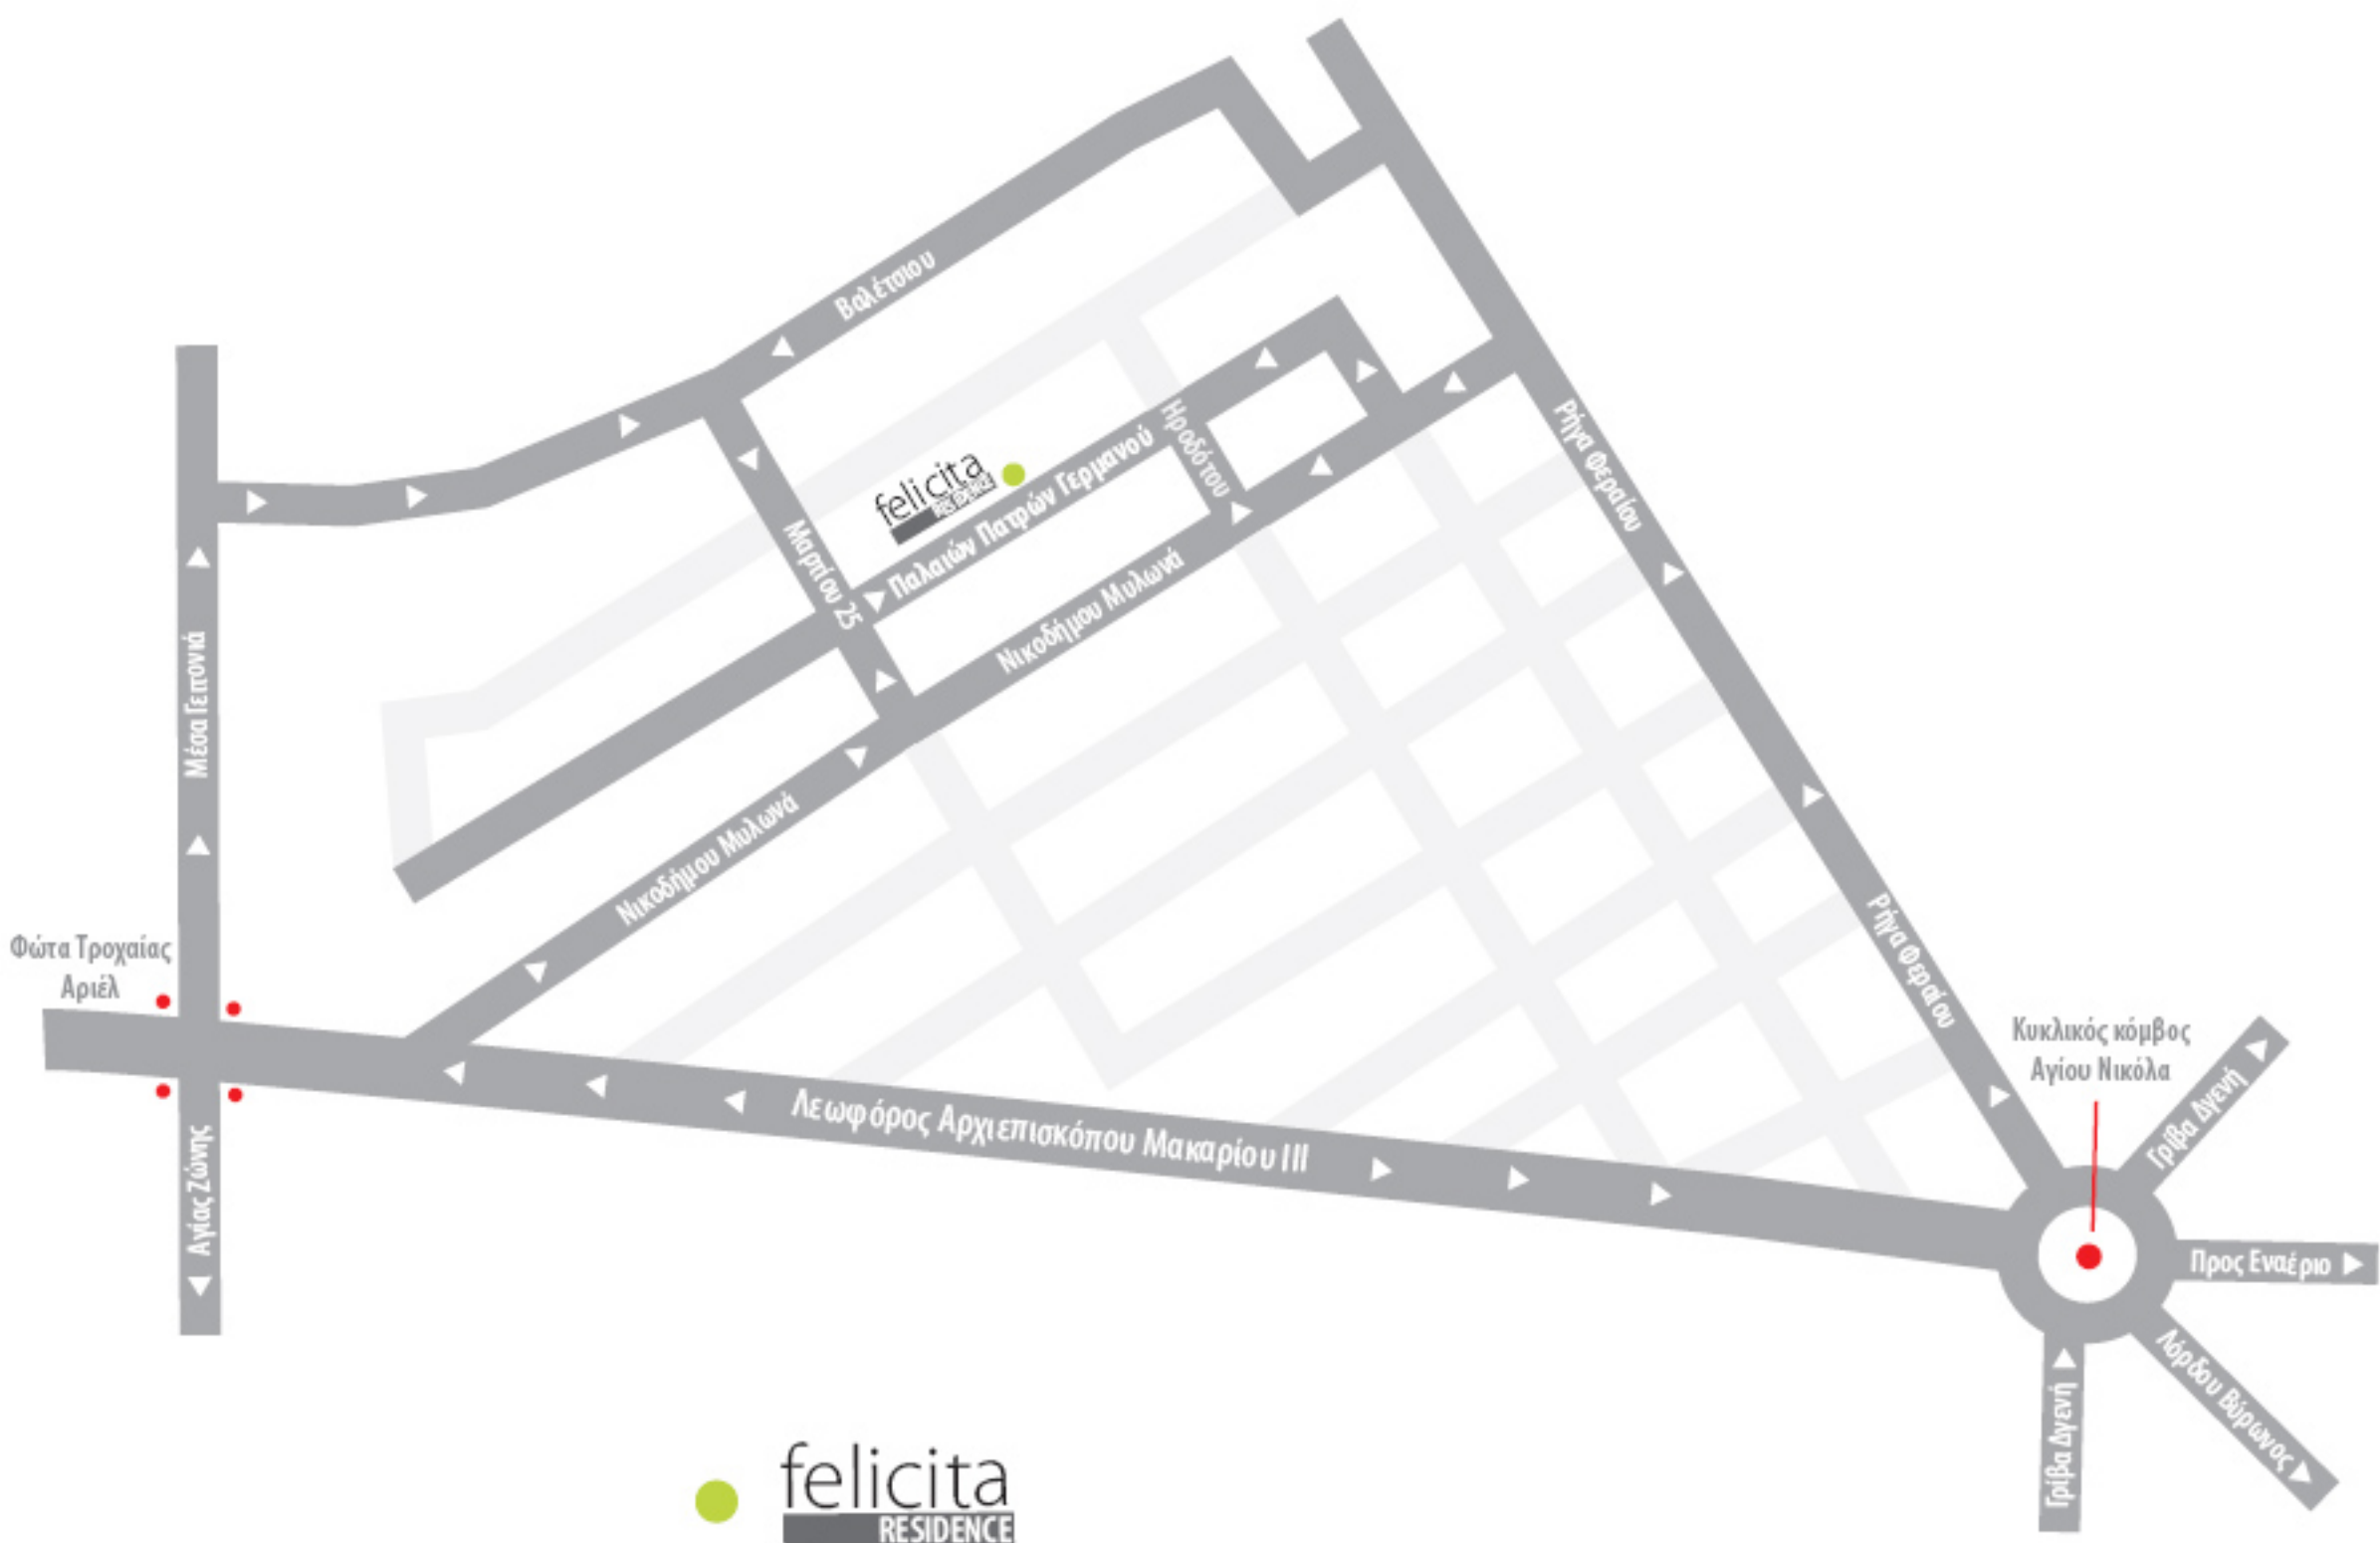 Βαλέτσιου
Ρήγα Φεραίου
Ηροδότου
felicita
RESIDENCE
Παλαιών Πατρών Γερμανού
Μαρτίου 25
Νικοδήμου Μυλωνά
Μέσα Γειτονιά
Νικοδήμου Μυλωνά
Ρήγα Φεραίου
Φώτα Τροχαίας
Αριέλ
Κυκλικός κόμβος
Αγίου Νικόλα
Γρίβα Διγενή
Λεωφόρος Αρχιεπισκόπου Μακαρίου ΙΙΙ
Αγίας Ζώνης
Προς Εναέριο
Λόρδου Βύρωνος
Γρίβα Διγενή
felicita
RESIDENCE